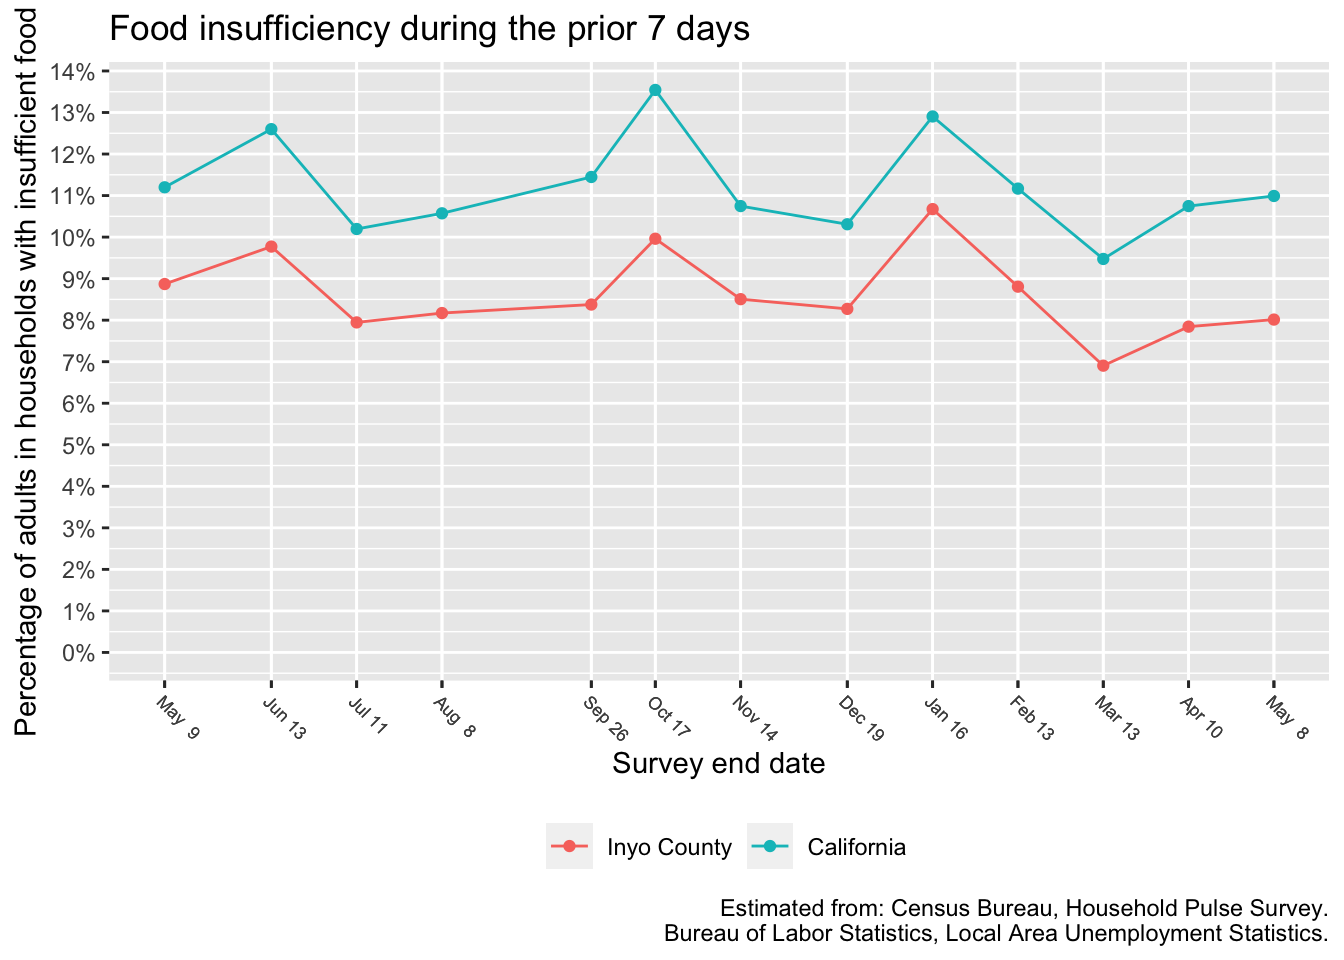 Food insufficiency during the prior 7 days
Percentage of adults in households with insufficient food
14%
13%
12%
11%
10%
9%
8%
7%
6%
5%
4%
3%
2%
1%
0%
May 9
Jun 13
Jul 11
Aug 8
Sep 26
Oct 17
Nov 14
Dec 19
Jan 16
Feb 13
Mar 13
Apr 10
May 8
Survey end date
Inyo County
California
Estimated from: Census Bureau, Household Pulse Survey.
Bureau of Labor Statistics, Local Area Unemployment Statistics.